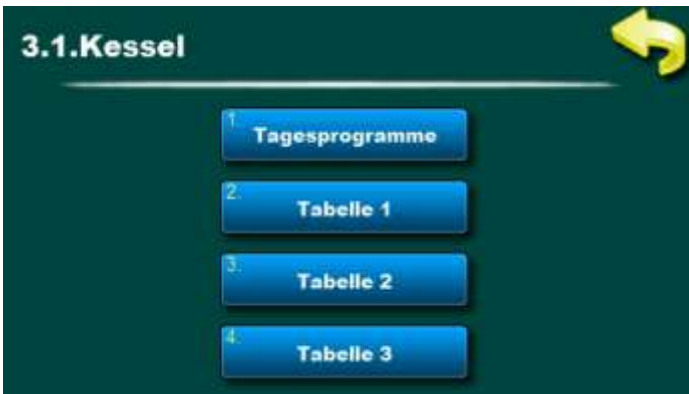 3.1.Kessel
1.
Tagesprogramme
2.
Tabelle 1
3.
Tabelle 2
4.
Tabelle 3